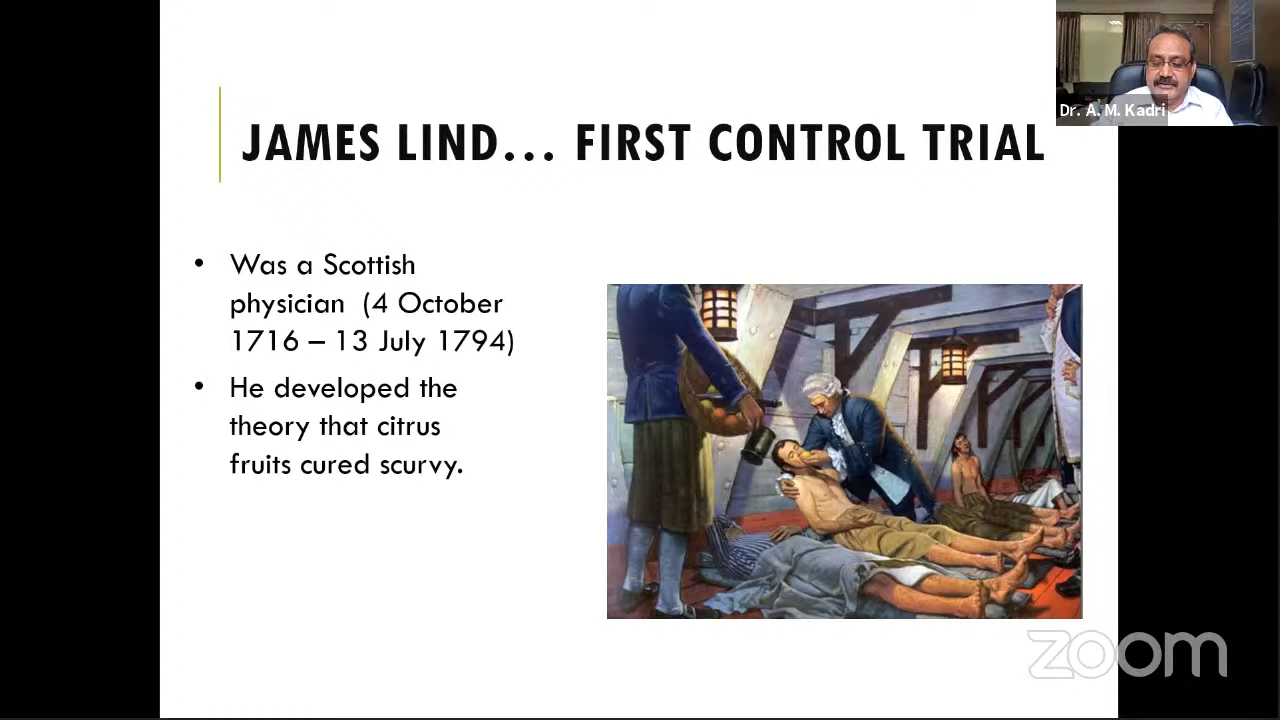 Dr. A. M. Kadri
JAMES LIND... FIRST CONTROL TRIAL
• Was a Scottish
physician (4 October
1716 – 13 July 1794)
• He developed the
theory that citrus
fruits cured scurvy.
zoom